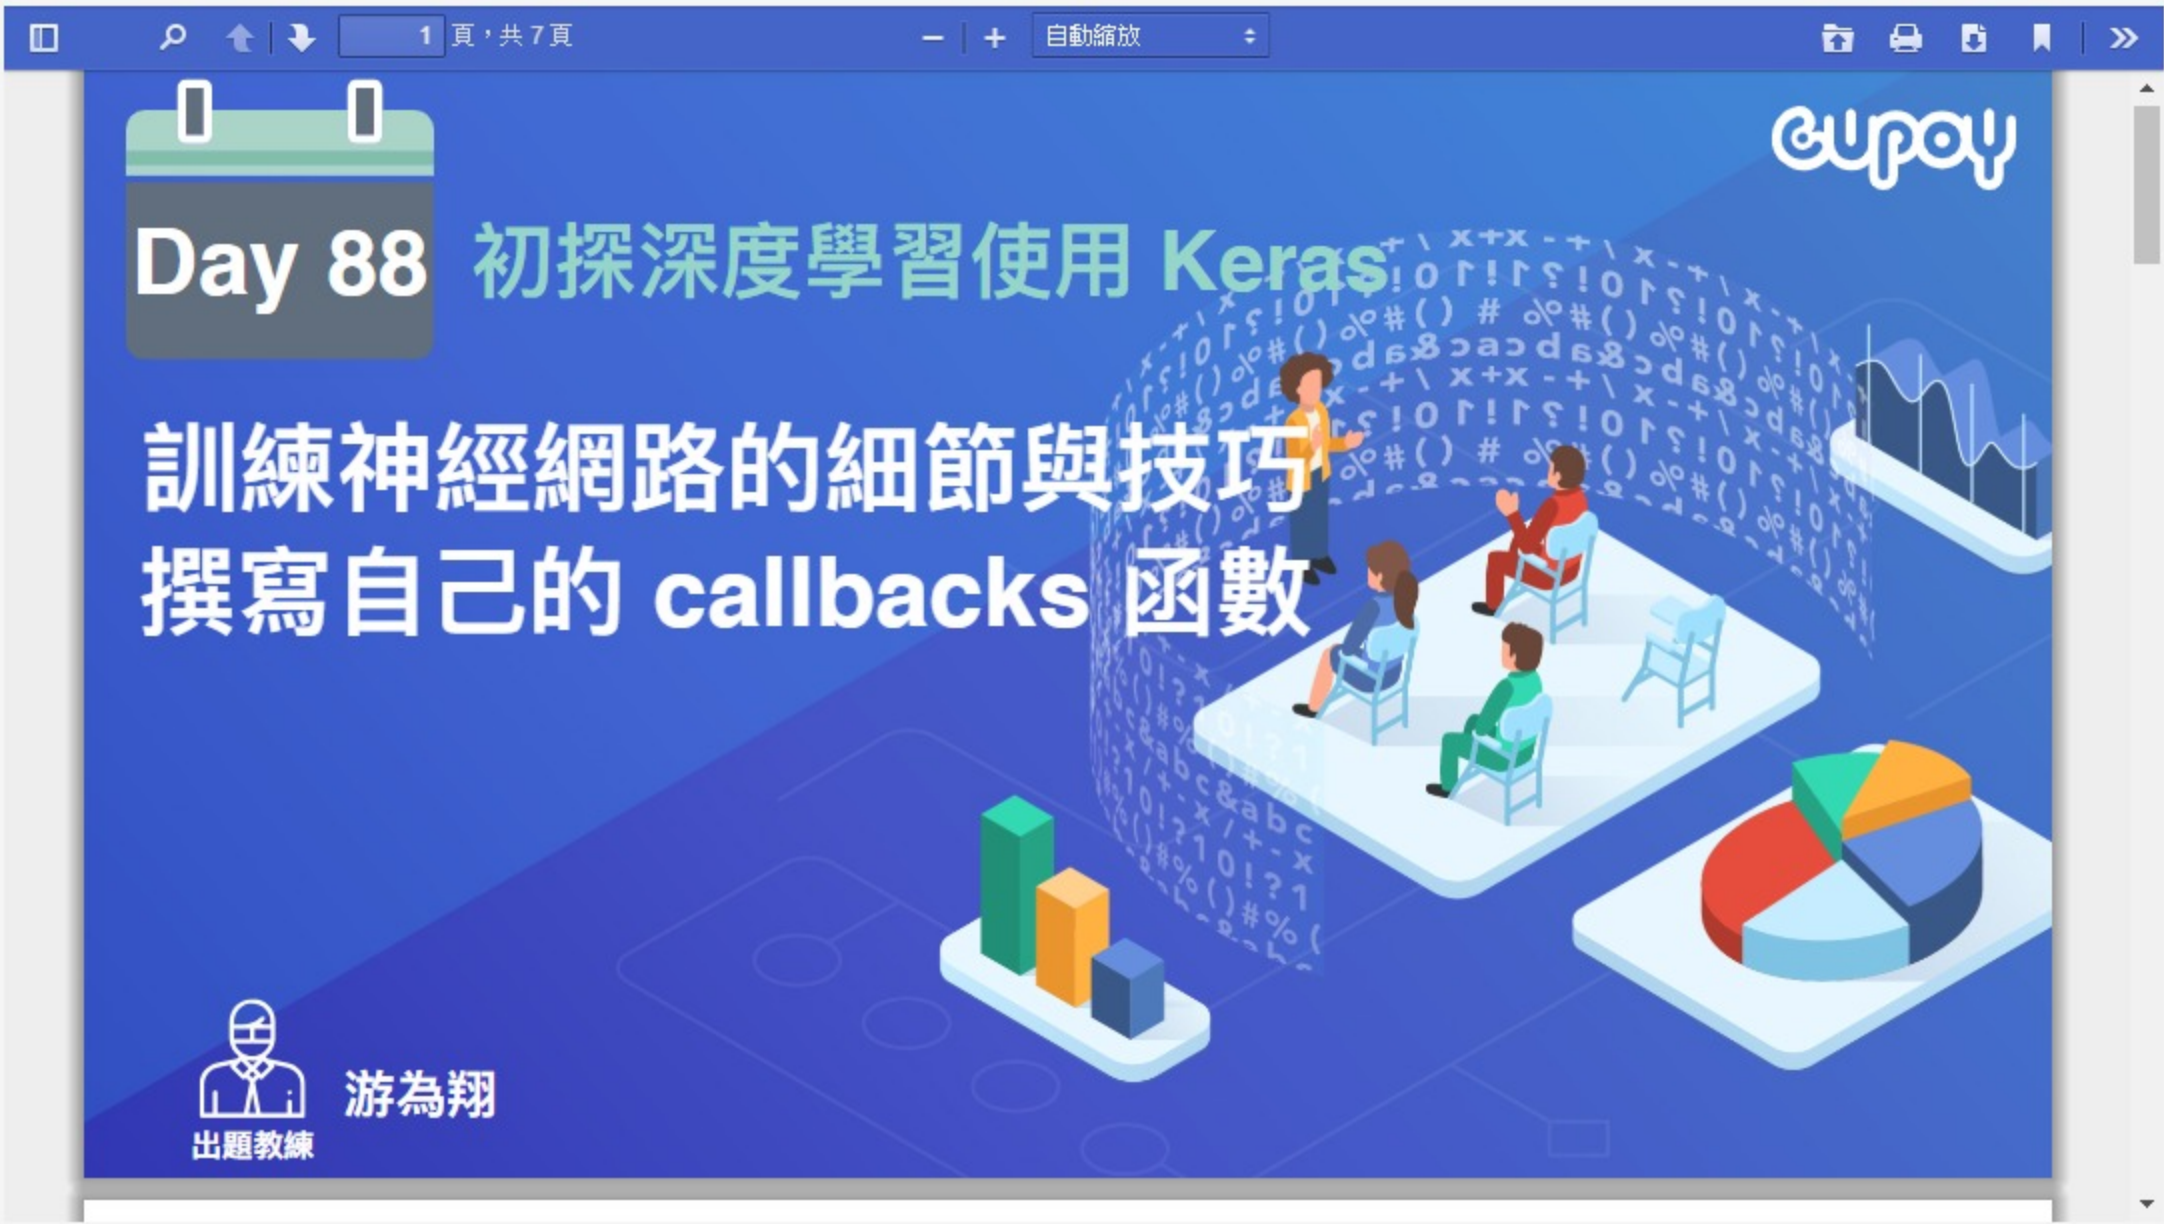 1 頁，共 7 頁
自動縮放
cupoy
Day 88 初探深度學習使用 Keras
訓練神經網路的細節與技巧
撰寫自己的 callbacks 函數
游為翔
出題教練